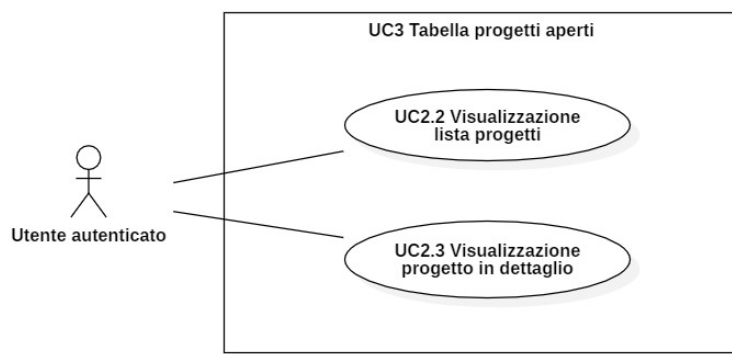 UC3 Tabella progetti aperti
UC2.2 Visualizzazione
lista progetti
Utente autenticato
UC2.3 Visualizzazione
progetto in dettaglio